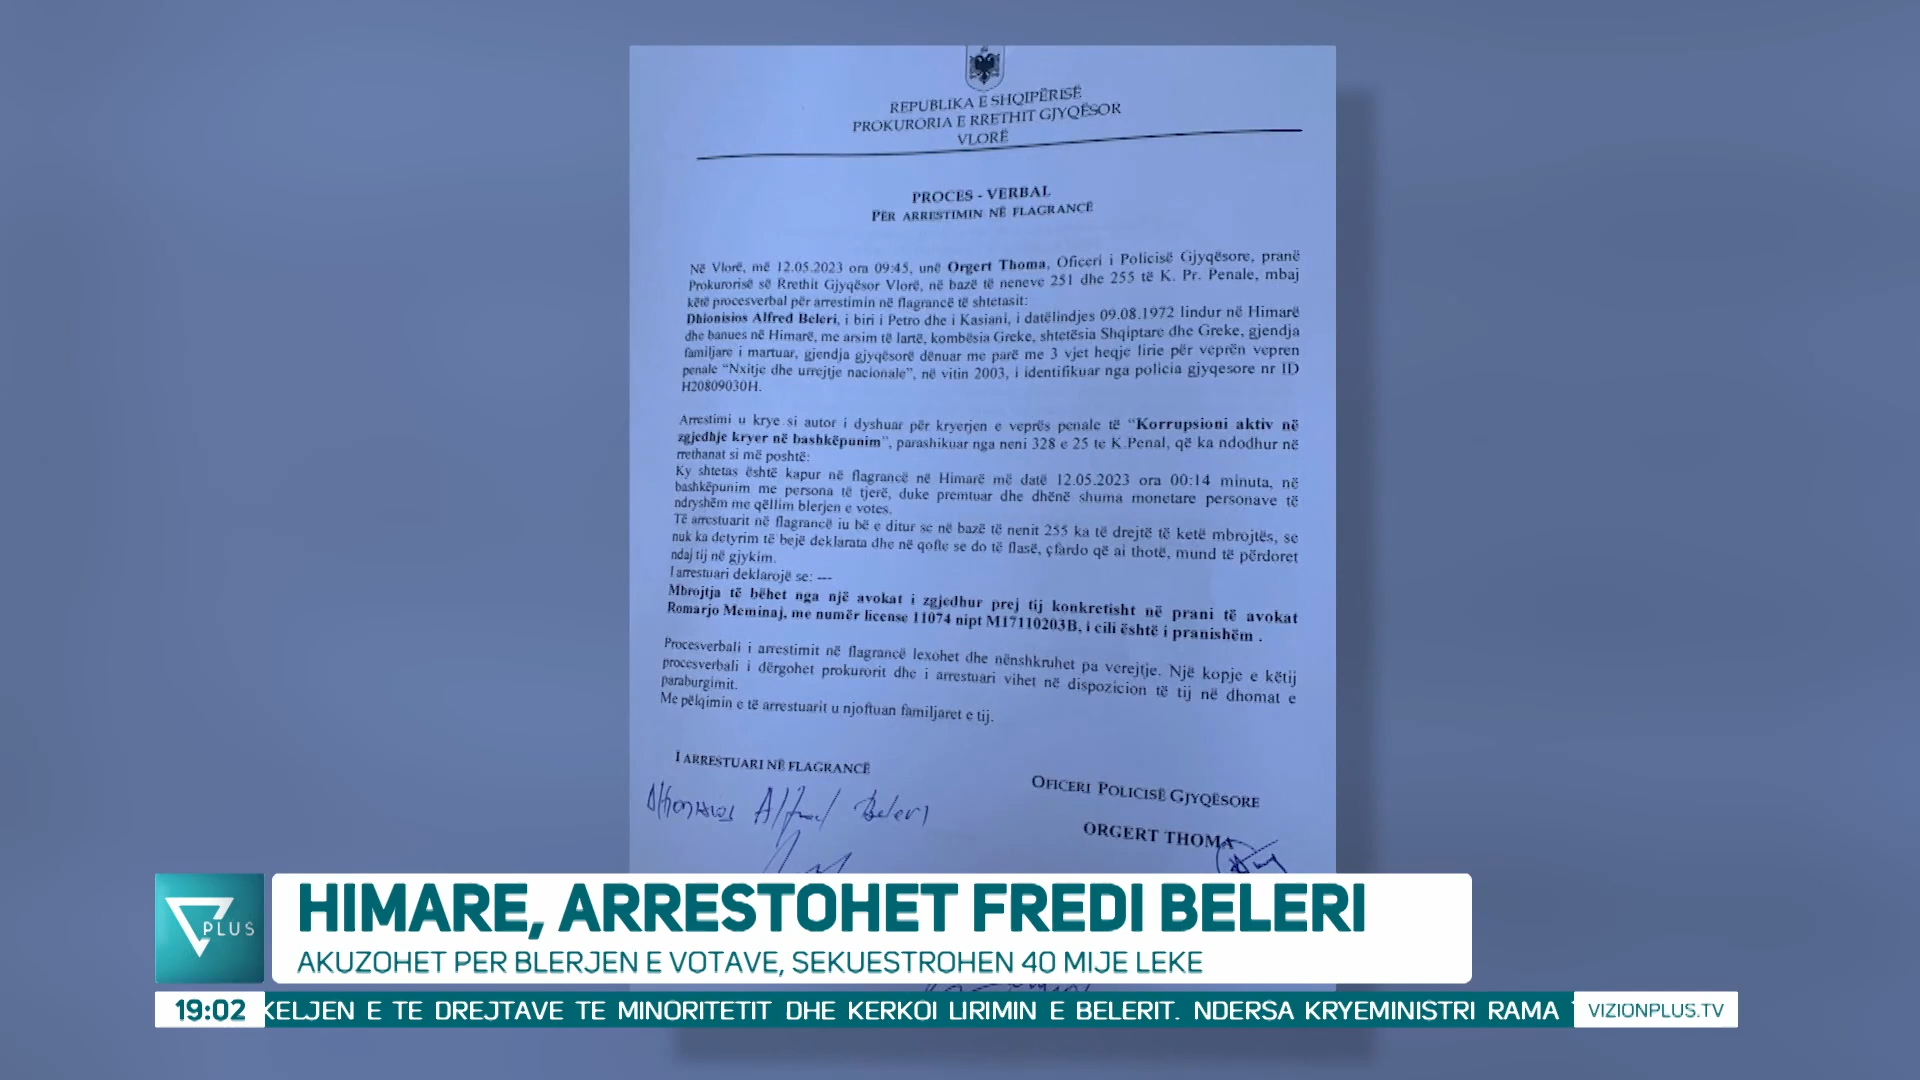 REPUBLIKA E SHQIPËRISË
PROKURORIA E RRETHIT GJYQËSOR
VLORË
PROCES - VERBAL
PËR ARRESTIMIN NË FLAGRANCË
Në Vlorë, më 12.05.2023 ora 09:45, unë Orgert Thoma, Oficeri i Policisë Gjyqësore, pranë
Prokurorisë së Rrethit Gjyqësor Vlorë, në bazë të neneve 251 dhe 255 të K. Pr. Penale, mbaj
këtë procesverbal për arrestimin në flagrancë të shtetasit:
Dhionisios Alfred Beleri, i biri i Petro dhe i Kasiani, i datëlindjes 09.08.1972 lindur në Himarë
dhe banues në Himarë, me arsim të lartë, kombësia Greke, shtetësia Shqiptare dhe Greke, gjendja
familjare i martuar, gjendja gjyqësorë dënuar me parë me 3 vjet heqje lirie për veprën vepren
penale “Nxitje dhe urrejtje nacionale”, në vitin 2003, i identifikuar nga policia gjyqesore nr ID
H20809030H.
Arrestimi u krye si autor i dyshuar për kryerjen e veprës penale të “Korrupsioni aktiv në
zgjedhje kryer në bashkëpunim”, parashikuar nga neni 328 e 25 te K.Penal, që ka ndodhur në
rrethanat si më poshtë:
Ky shtetas është kapur në flagrancë në Himarë më datë 12.05.2023 ora 00:14 minuta, në
bashkëpunim me persona të tjerë, duke premtuar dhe dhënë shuma monetare personave të
ndryshëm me qëllim blerjen e votes.
Të arrestuarit në flagrancë iu bë e ditur se në bazë të nenit 255 ka të drejtë të ketë mbrojtës, se
nuk ka detyrim të bejë deklarata dhe në qofte se do të flasë, çfardo që ai thotë, mund të përdoret
ndaj tij në gjykim.
I arrestuari deklarojë se: ---
Mbrojtja të bëhet nga një avokat i zgjedhur prej tij konkretisht në prani të avokat
Romarjo Meminaj, me numër license 11074 nipt M17110203B, i cili është i pranishëm .
Procesverbali i arrestimit në flagrancë lexohet dhe nënshkruhet pa verejtje. Një kopje e këtij
procesverbali i dërgohet prokurorit dhe i arrestuari vihet në dispozicion të tij në dhomat e
paraburgimit.
Me pëlqimin e të arrestuarit u njoftuan familjaret e tij.
I ARRESTUARI NË FLAGRANCË
OFICERI POLICISË GJYQËSORE
Alfred Beleri
ORGERT THOMA
PLUS
HIMARE, ARRESTOHET FREDI BELERI
AKUZOHET PER BLERJEN E VOTAVE, SEKUESTROHEN 40 MIJE LEKE
19:02 KELJEN E TE DREJTAVE TE MINORITETIT DHE KERKOI LIRIMIN E BELERIT. NDERSA KRYEMINISTRI RAMA VIZIONPLUS.TV